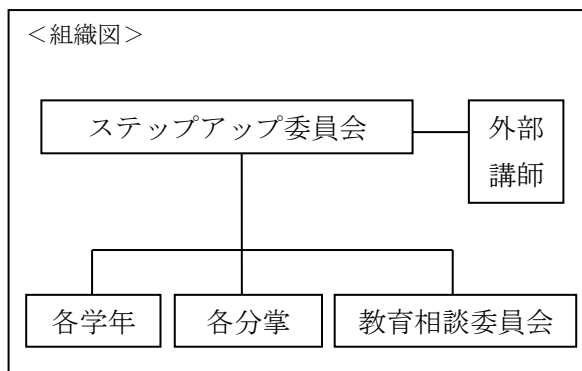 <組織図>
ステップアップ委員会
外部
講師
各学年
各分掌
教育相談委員会